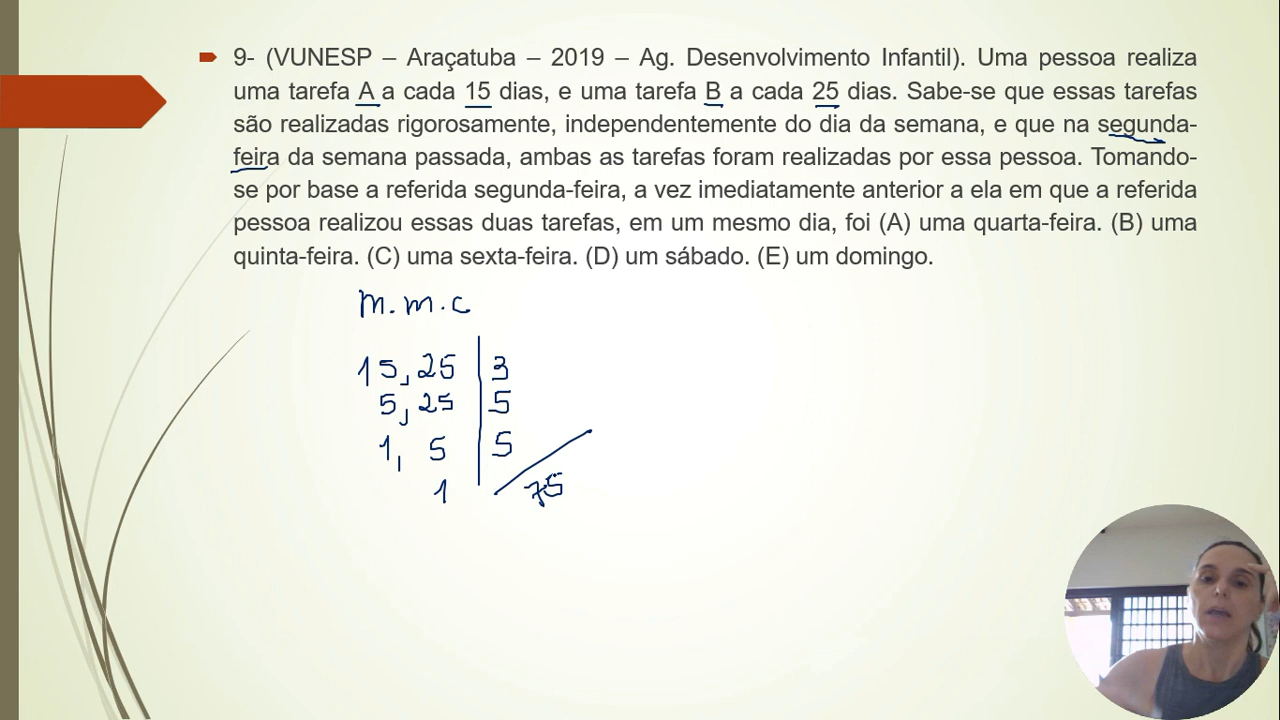 9- (VUNESP – Araçatuba – 2019 – Ag. Desenvolvimento Infantil). Uma pessoa realiza
uma tarefa A a cada 15 dias, e uma tarefa B a cada 25 dias. Sabe-se que essas tarefas
são realizadas rigorosamente, independentemente do dia da semana, e que na segunda-
feira da semana passada, ambas as tarefas foram realizadas por essa pessoa. Tomando-
se por base a referida segunda-feira, a vez imediatamente anterior a ela em que a referida
pessoa realizou essas duas tarefas, em um mesmo dia, foi (A) uma quarta-feira. (B) uma
quinta-feira. (C) uma sexta-feira. (D) um sábado. (E) um domingo.
m.m.c
15, 25 | 3
5, 25 | 5
1, 5 | 5
1 75